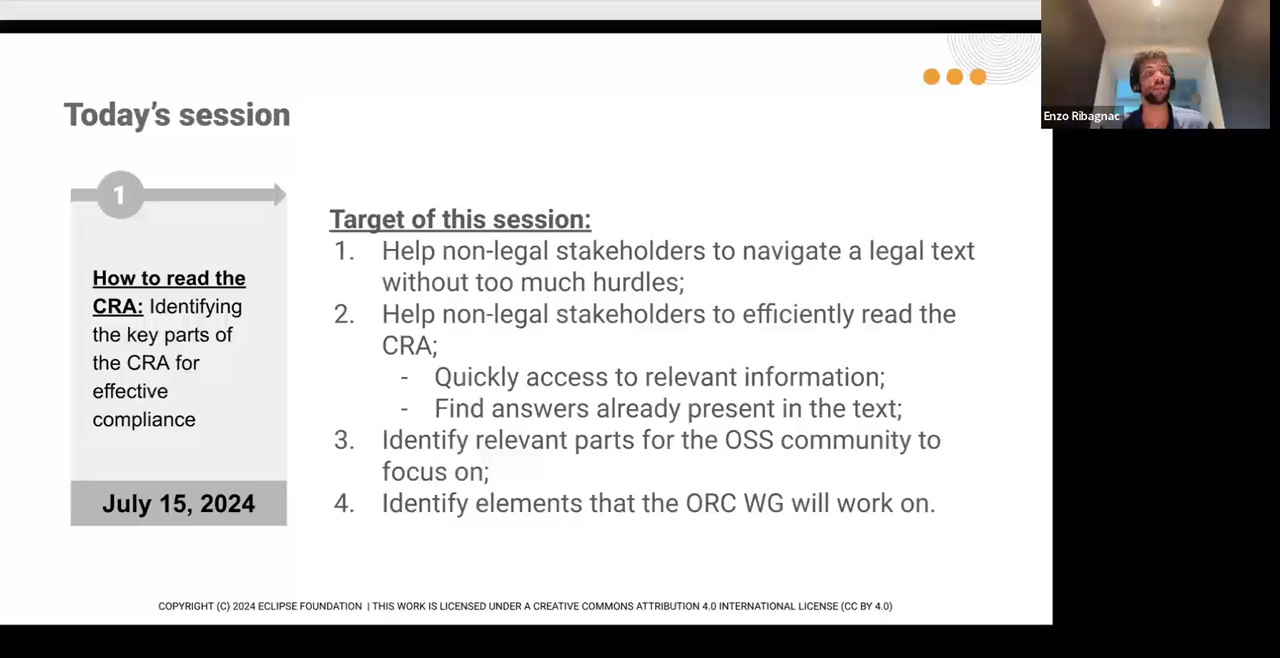 Today's session
1
How to read the
CRA: Identifying
the key parts of
the CRA for
effective
compliance
July 15, 2024
Target of this session:
1. Help non-legal stakeholders to navigate a legal text
without too much hurdles;
2. Help non-legal stakeholders to efficiently read the
CRA;
- Quickly access to relevant information;
- Find answers already present in the text;
3. Identify relevant parts for the OSS community to
focus on;
4. Identify elements that the ORC WG will work on.
COPYRIGHT (C) 2024 ECLIPSE FOUNDATION | THIS WORK IS LICENSED UNDER A CREATIVE COMMONS ATTRIBUTION 4.0 INTERNATIONAL LICENSE (CC BY 4.0)
Enzo Ribagnac